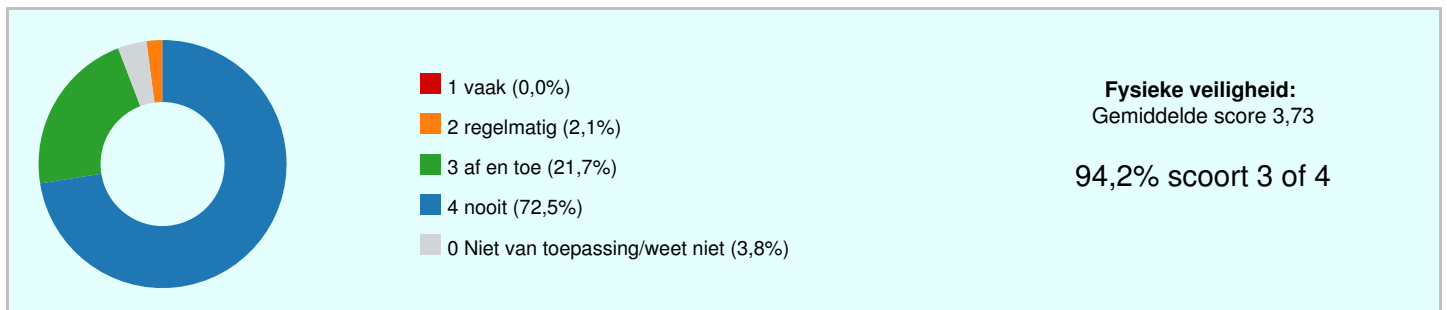 1 vaak (0,0%)
2 regelmatig (2,1%)
3 af en toe (21,7%)
4 nooit (72,5%)
0 Niet van toepassing/weet niet (3,8%)
Fysieke veiligheid:
Gemiddelde score 3,73
94,2% scoort 3 of 4